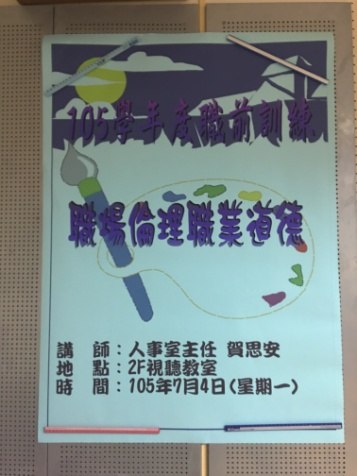 105學年度職前訓練
職場倫理職業道德
講　師：人事室主任 賀思安
地　點：2F視聽教室
時　間：105年7月4日(星期一)